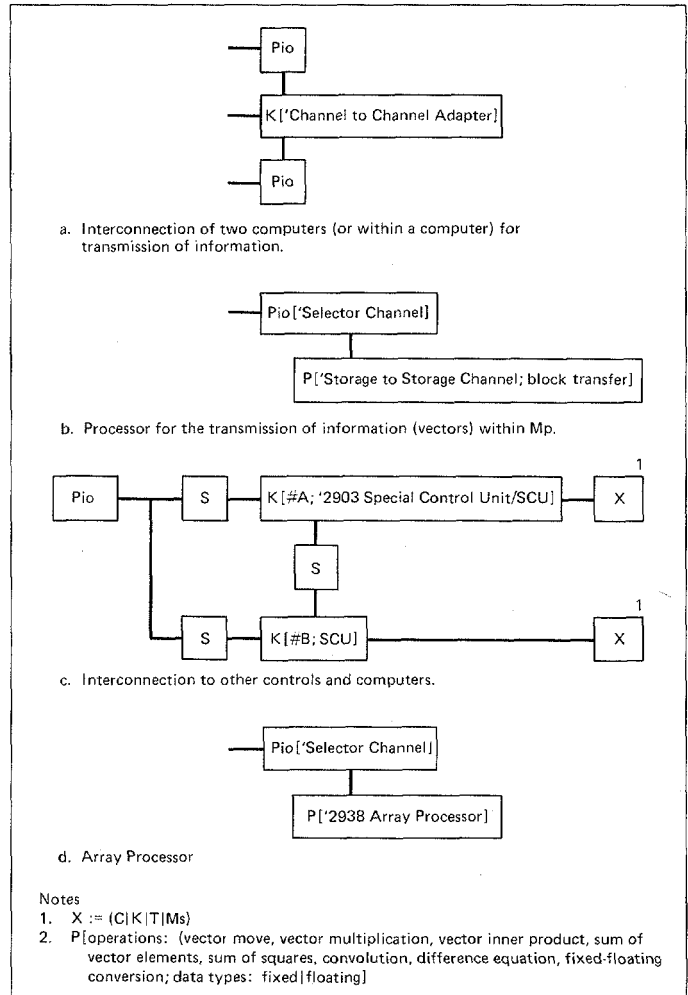 Pio
K['Channel to Channel Adapter]
Pio
a. Interconnection of two computers (or within a computer) for
transmission of information.
Pio['Selector Channel]
P['Storage to Storage Channel; block transfer]
b. Processor for the transmission of information (vectors) within Mp.
1
Pio S K[#A; '2903 Special Control Unit/SCU] X
S
1
S K[#B; SCU] X
c. Interconnection to other controls and computers.
Pio['Selector Channel]
P['2938 Array Processor]
d. Array Processor
Notes
1. X := (C|K|T|Ms)
2. P[operations: (vector move, vector multiplication, vector inner product, sum of
vector elements, sum of squares, convolution, difference equation, fixed-floating
conversion; data types: fixed|floating]